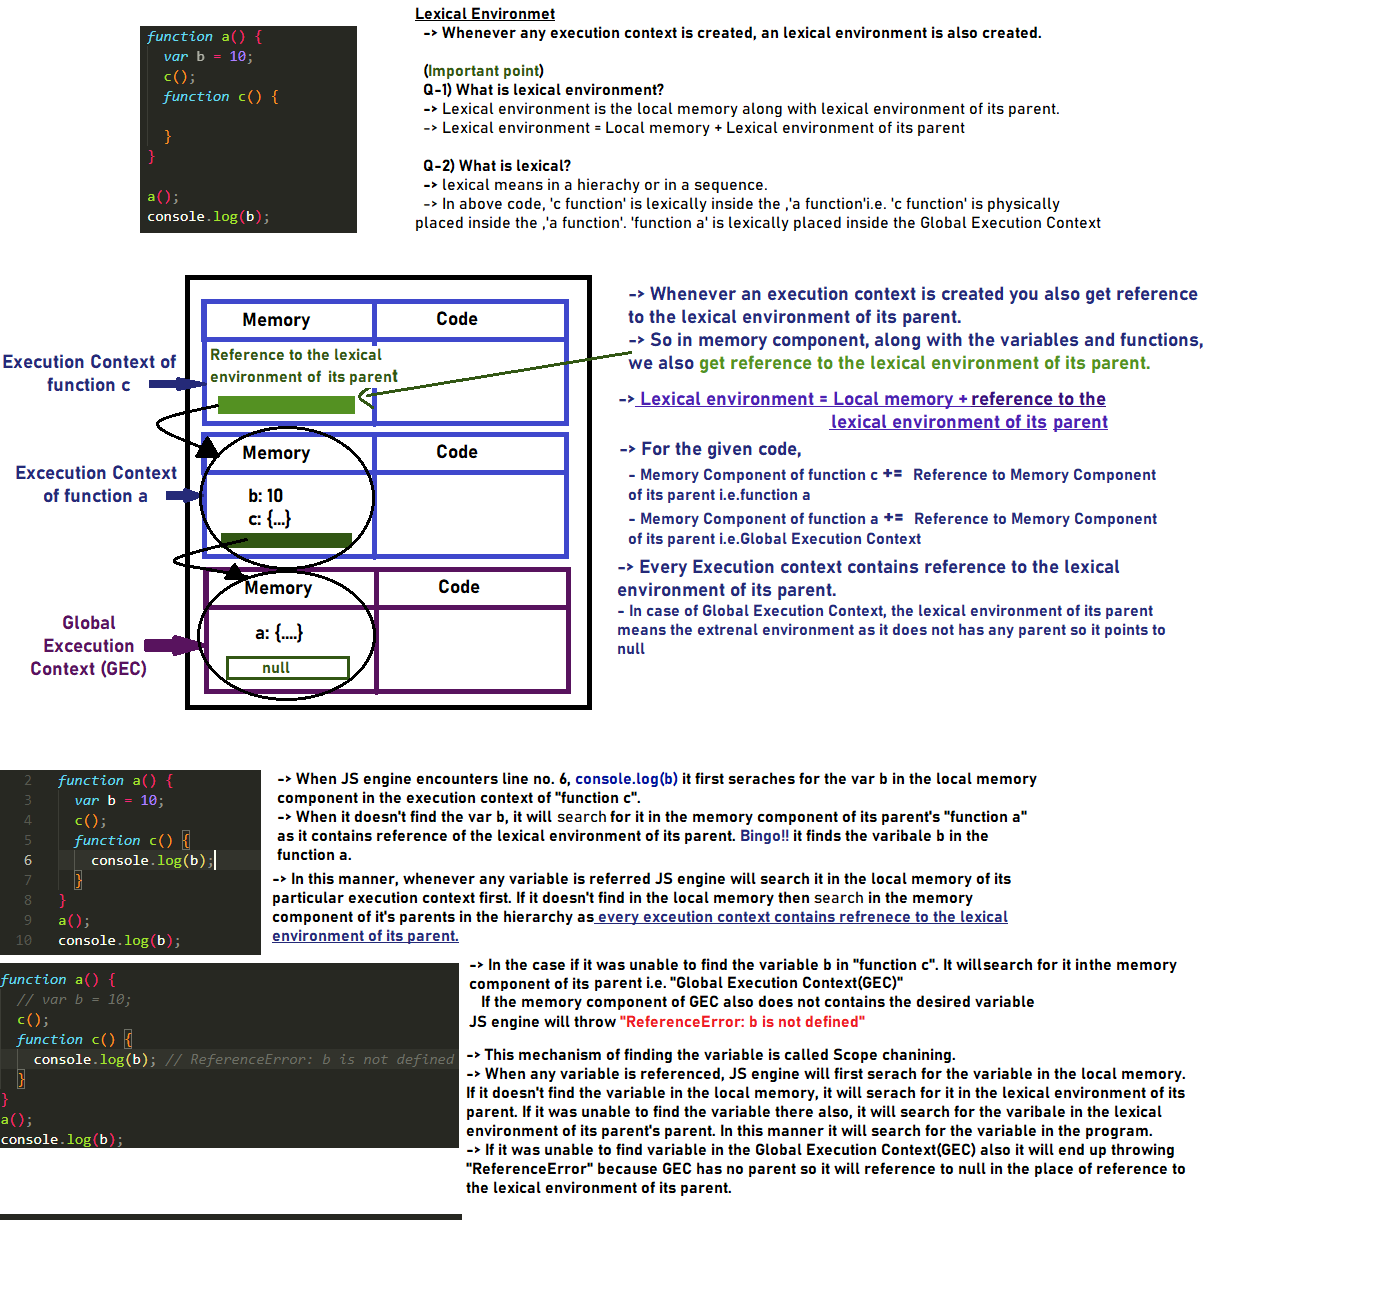 Lexical Environmet
-> Whenever any execution context is created, an lexical environment is also created.
(Important point)
Q-1) What is lexical environment?
-> Lexical environment is the local memory along with lexical environment of its parent.
-> Lexical environment = Local memory + Lexical environment of its parent
Q-2) What is lexical?
-> lexical means in a hierachy or in a sequence.
-> In above code, 'c function' is lexically inside the ,'a function'i.e. 'c function' is physically
placed inside the ,'a function'. 'function a' is lexically placed inside the Global Execution Context
function a() {
var b = 10;
c();
function c() {
}
}
a();
console.log(b);
Memory
Code
Reference to the lexical
environment of its parent
Execution Context of
function c
Memory
Code
b: 10
c: {...}
Excecution Context
of function a
Memory
Code
a: {....}
null
Global
Excecution
Context (GEC)
-> Whenever an execution context is created you also get reference
to the lexical environment of its parent.
-> So in memory component, along with the variables and functions,
we also get reference to the lexical environment of its parent.
-> Lexical environment = Local memory + reference to the
lexical environment of its parent
-> For the given code,
- Memory Component of function c += Reference to Memory Component
of its parent i.e.function a
- Memory Component of function a += Reference to Memory Component
of its parent i.e.Global Execution Context
-> Every Execution context contains reference to the lexical
environment of its parent.
- In case of Global Execution Context, the lexical environment of its parent
means the extrenal environment as it does not has any parent so it points to
null
2 function a() {
3 var b = 10;
4 c();
5 function c() {
6 console.log(b);
7 }
8 }
9 a();
10 console.log(b);
-> When JS engine encounters line no. 6, console.log(b) it first seraches for the var b in the local memory
component in the execution context of "function c".
-> When it doesn't find the var b, it will search for it in the memory component of its parent's "function a"
as it contains reference of the lexical environment of its parent. Bingo!! it finds the varibale b in the
function a.
-> In this manner, whenever any variable is referred JS engine will search it in the local memory of its
particular execution context first. If it doesn't find in the local memory then search in the memory
component of it's parents in the hierarchy as every exceution context contains refrenece to the lexical
environment of its parent.
function a() {
// var b = 10;
c();
function c() {
console.log(b); // ReferenceError: b is not defined
}
}
a();
console.log(b);
-> In the case if it was unable to find the variable b in "function c". It will search for it in the memory
component of its parent i.e. "Global Execution Context(GEC)"
If the memory component of GEC also does not contains the desired variable
JS engine will throw "ReferenceError: b is not defined"
-> This mechanism of finding the variable is called Scope chanining.
-> When any variable is referenced, JS engine will first serach for the variable in the local memory.
If it doesn't find the variable in the local memory, it will serach for it in the lexical environment of its
parent. If it was unable to find the variable there also, it will search for the varibale in the lexical
environment of its parent's parent. In this manner it will search for the variable in the program.
-> If it was unable to find variable in the Global Execution Context(GEC) also it will end up throwing
"ReferenceError" because GEC has no parent so it will reference to null in the place of reference to
the lexical environment of its parent.